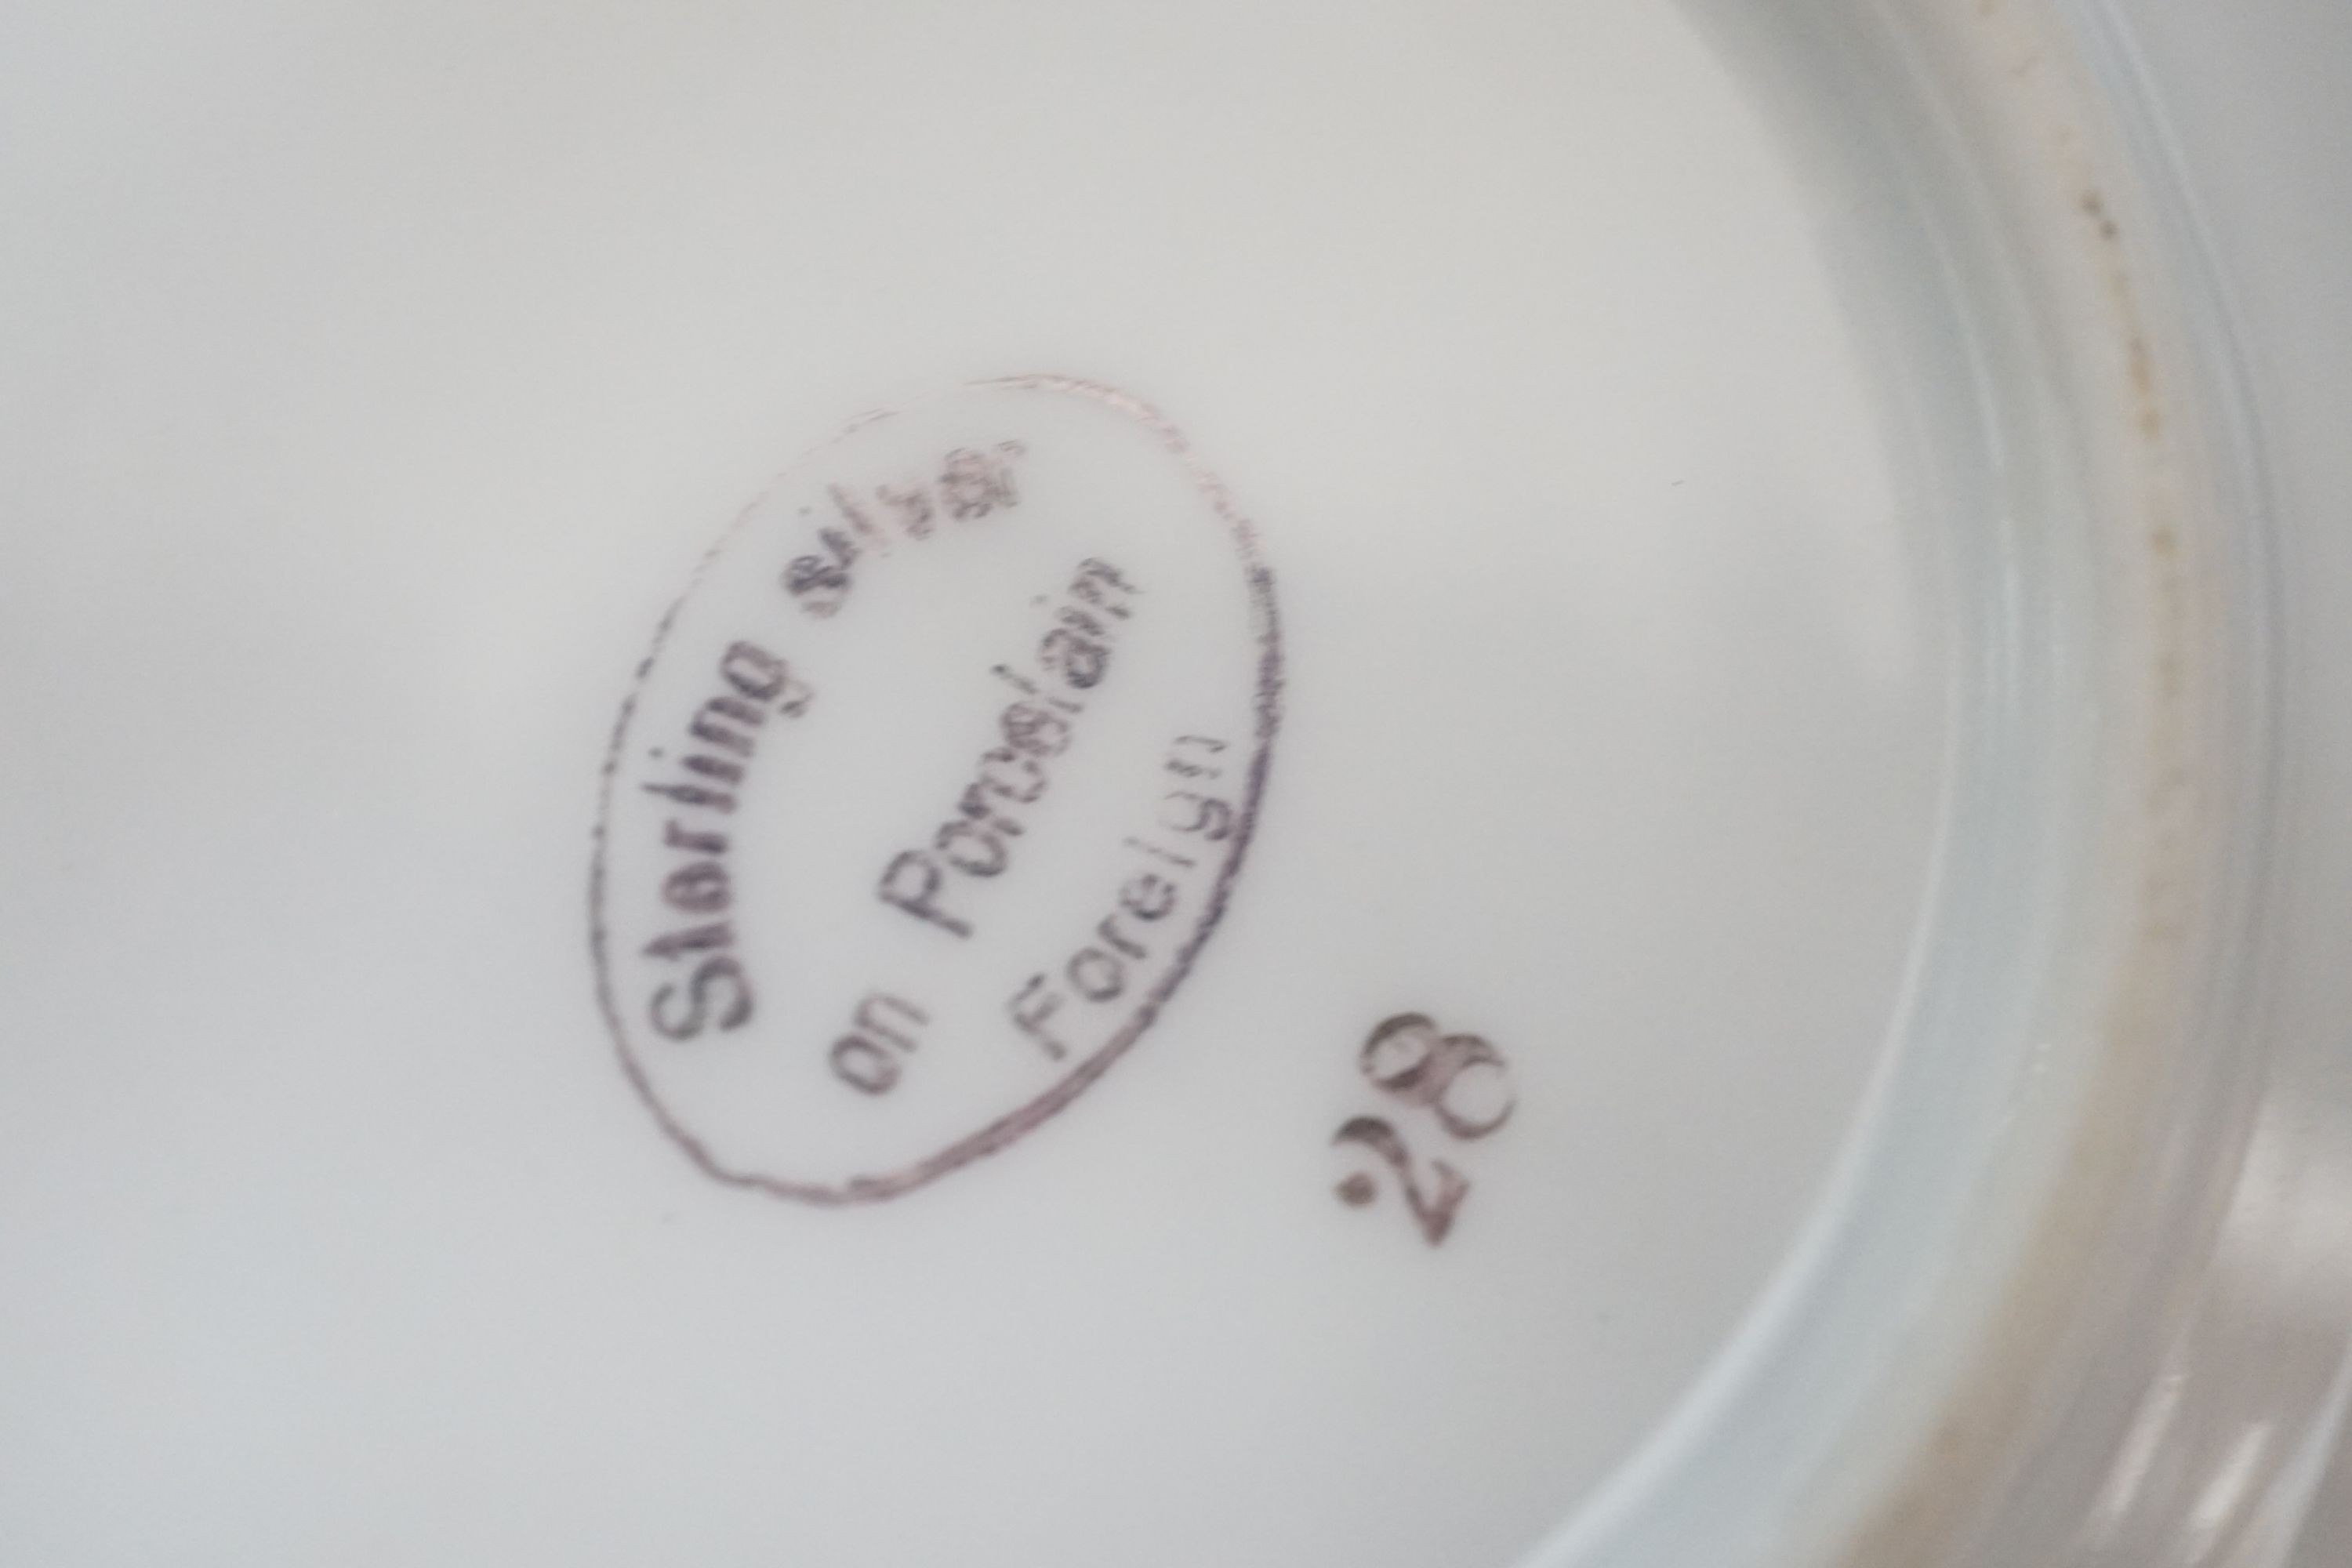 Sterling silver
on Porcelain
Foreign
28